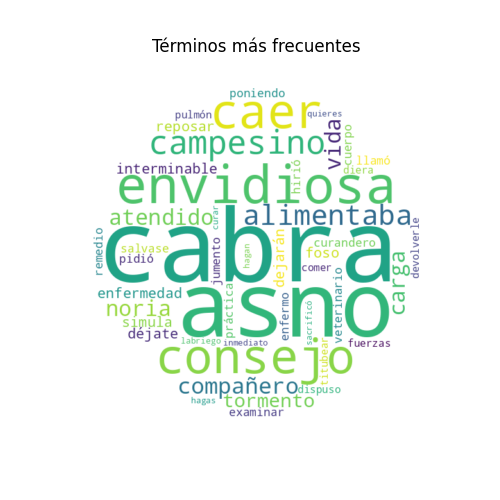 Términos más frecuentes
poniendo
caer
quieres
pulmón
reposar
campesino
vida
cuerpo
llamó
interminable
hirió
diera
envidiosa
atendido
curar
alimentaba
cabra
remedio
salvase
pidió
jumento
hagan
dejarán
curandero
foso
comer
devolverle
carga
asno
enfermedad
noria
simula
déjate
práctica
enfermo
sacrificó
veterinario
labriego
inmediato
titubear
fuerzas
consejo
compañero
dispuso
hagas
tormento
examinar